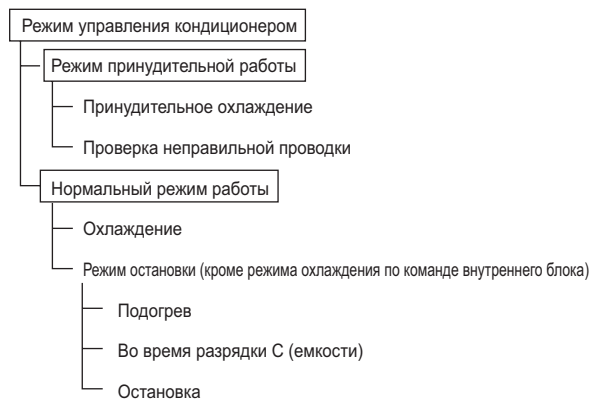 Режим управления кондиционером
Режим принудительной работы
Принудительное охлаждение
Проверка неправильной проводки
Нормальный режим работы
Охлаждение
Режим остановки (кроме режима охлаждения по команде внутреннего блока)
Подогрев
Во время разрядки С (емкости)
Остановка